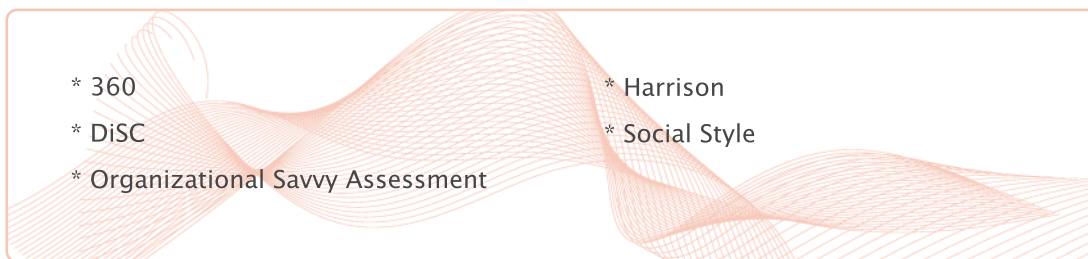 * 360
* DiSC
* Organizational Savvy Assessment
* Harrison
* Social Style